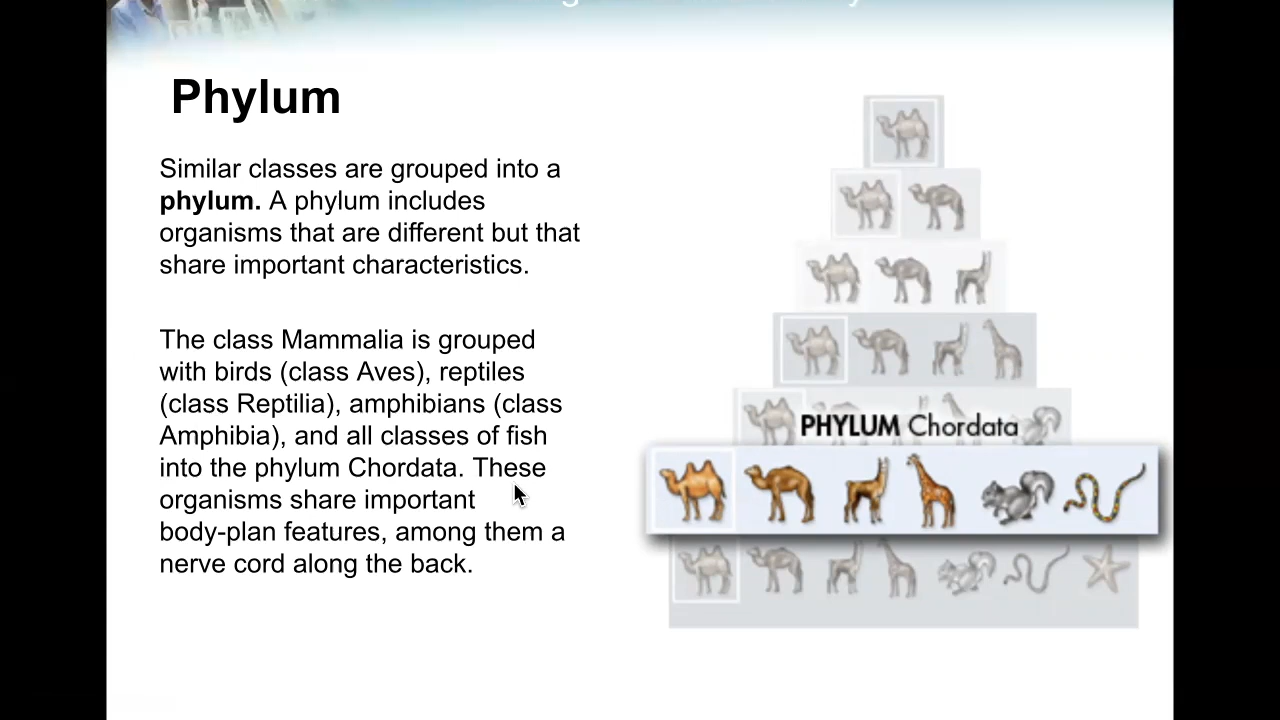 Phylum
Similar classes are grouped into a
phylum. A phylum includes
organisms that are different but that
share important characteristics.
The class Mammalia is grouped
with birds (class Aves), reptiles
(class Reptilia), amphibians (class
Amphibia), and all classes of fish
into the phylum Chordata. These
organisms share important
body-plan features, among them a
nerve cord along the back.
PHYLUM Chordata